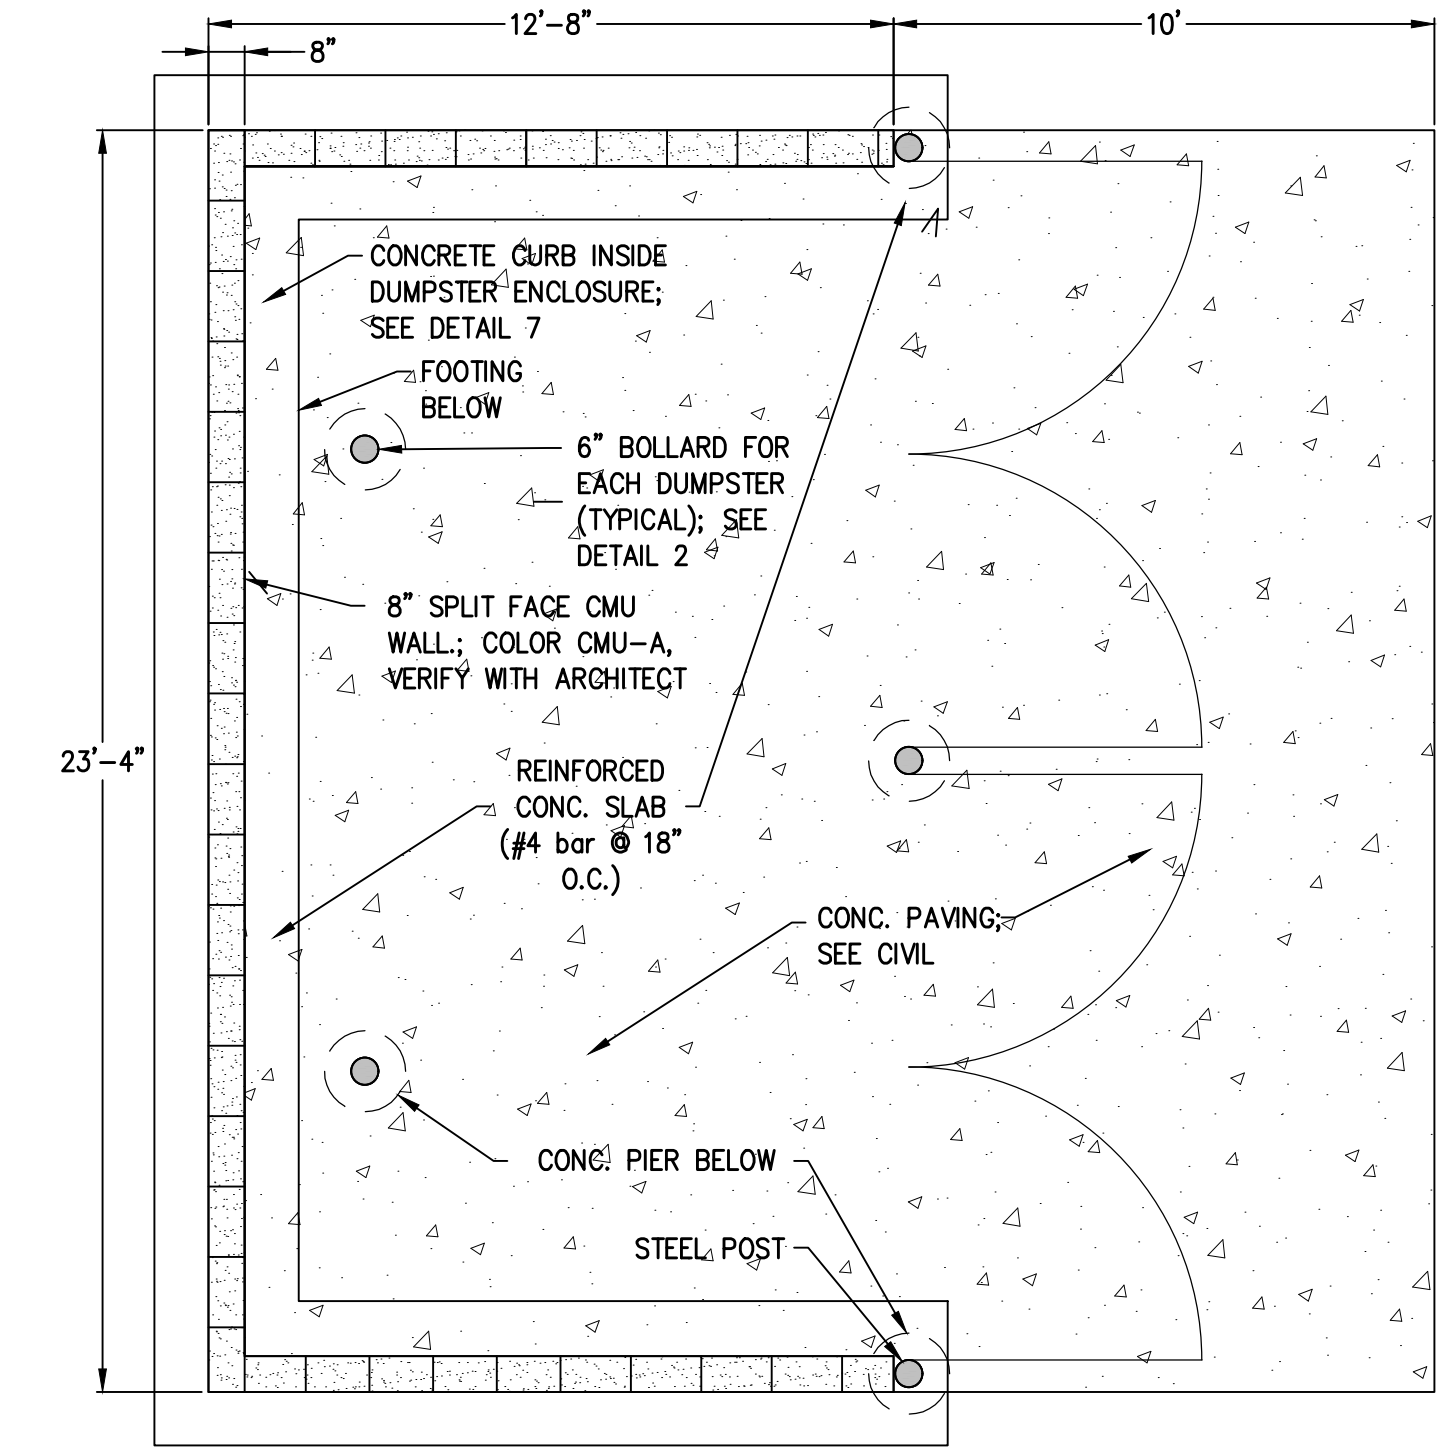 12'-8"
10'
8"
CONCRETE CURB INSIDE
DUMPSTER ENCLOSURE;
SEE DETAIL 7
FOOTING
BELOW
6" BOLLARD FOR
EACH DUMPSTER
(TYPICAL); SEE
DETAIL 2
8" SPLIT FACE CMU
WALL.; COLOR CMU-A,
VERIFY WITH ARCHITECT
23'-4"
REINFORCED
CONC. SLAB
(#4 bar @ 18"
O.C.)
CONC. PAVING;
SEE CIVIL
CONC. PIER BELOW
STEEL POST